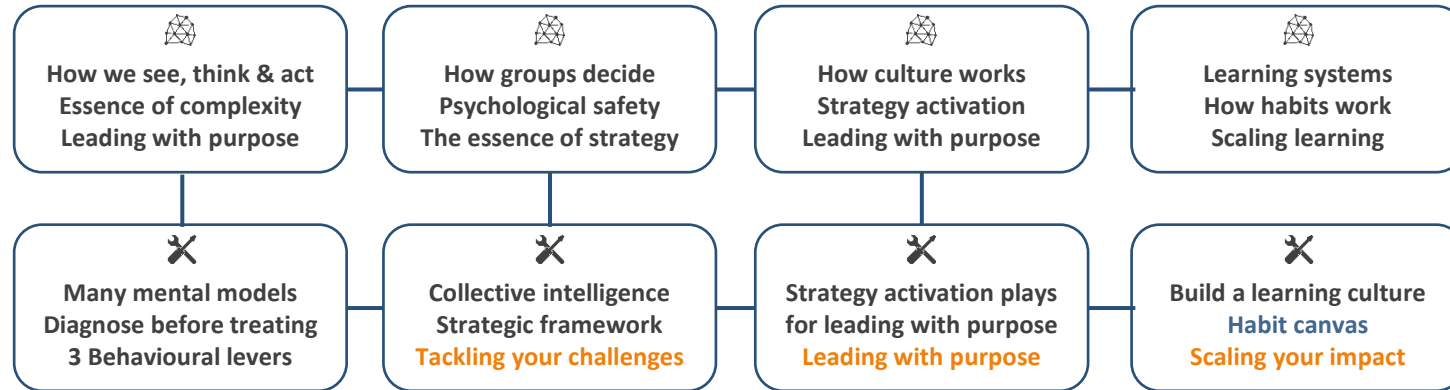 How we see, think & act
Essence of complexity
Leading with purpose
How groups decide
Psychological safety
The essence of strategy
How culture works
Strategy activation
Leading with purpose
Learning systems
How habits work
Scaling learning
Many mental models
Diagnose before treating
3 Behavioural levers
Collective intelligence
Strategic framework
Tackling your challenges
Strategy activation plays
for leading with purpose
Leading with purpose
Build a learning culture
Habit canvas
Scaling your impact